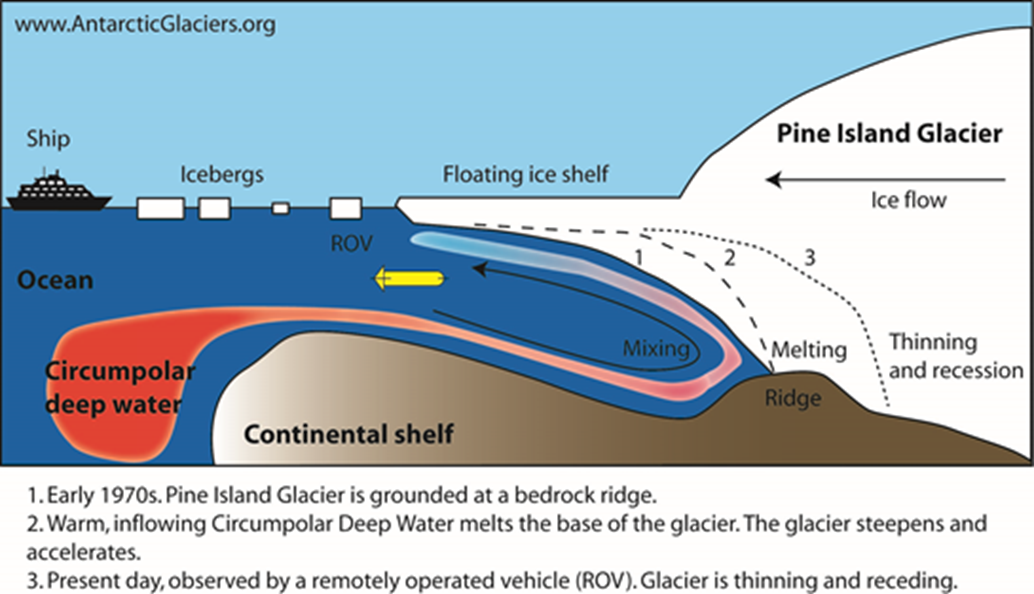 www.AntarcticGlaciers.org
Ship
Icebergs
Floating ice shelf
Pine Island Glacier
Ice flow
ROV
Ocean
1
2
3
Circumpolar
deep water
Mixing
Melting
Thinning
and recession
Ridge
Continental shelf
1. Early 1970s. Pine Island Glacier is grounded at a bedrock ridge.
2. Warm, inflowing Circumpolar Deep Water melts the base of the glacier. The glacier steepens and
accelerates.
3. Present day, observed by a remotely operated vehicle (ROV). Glacier is thinning and receding.